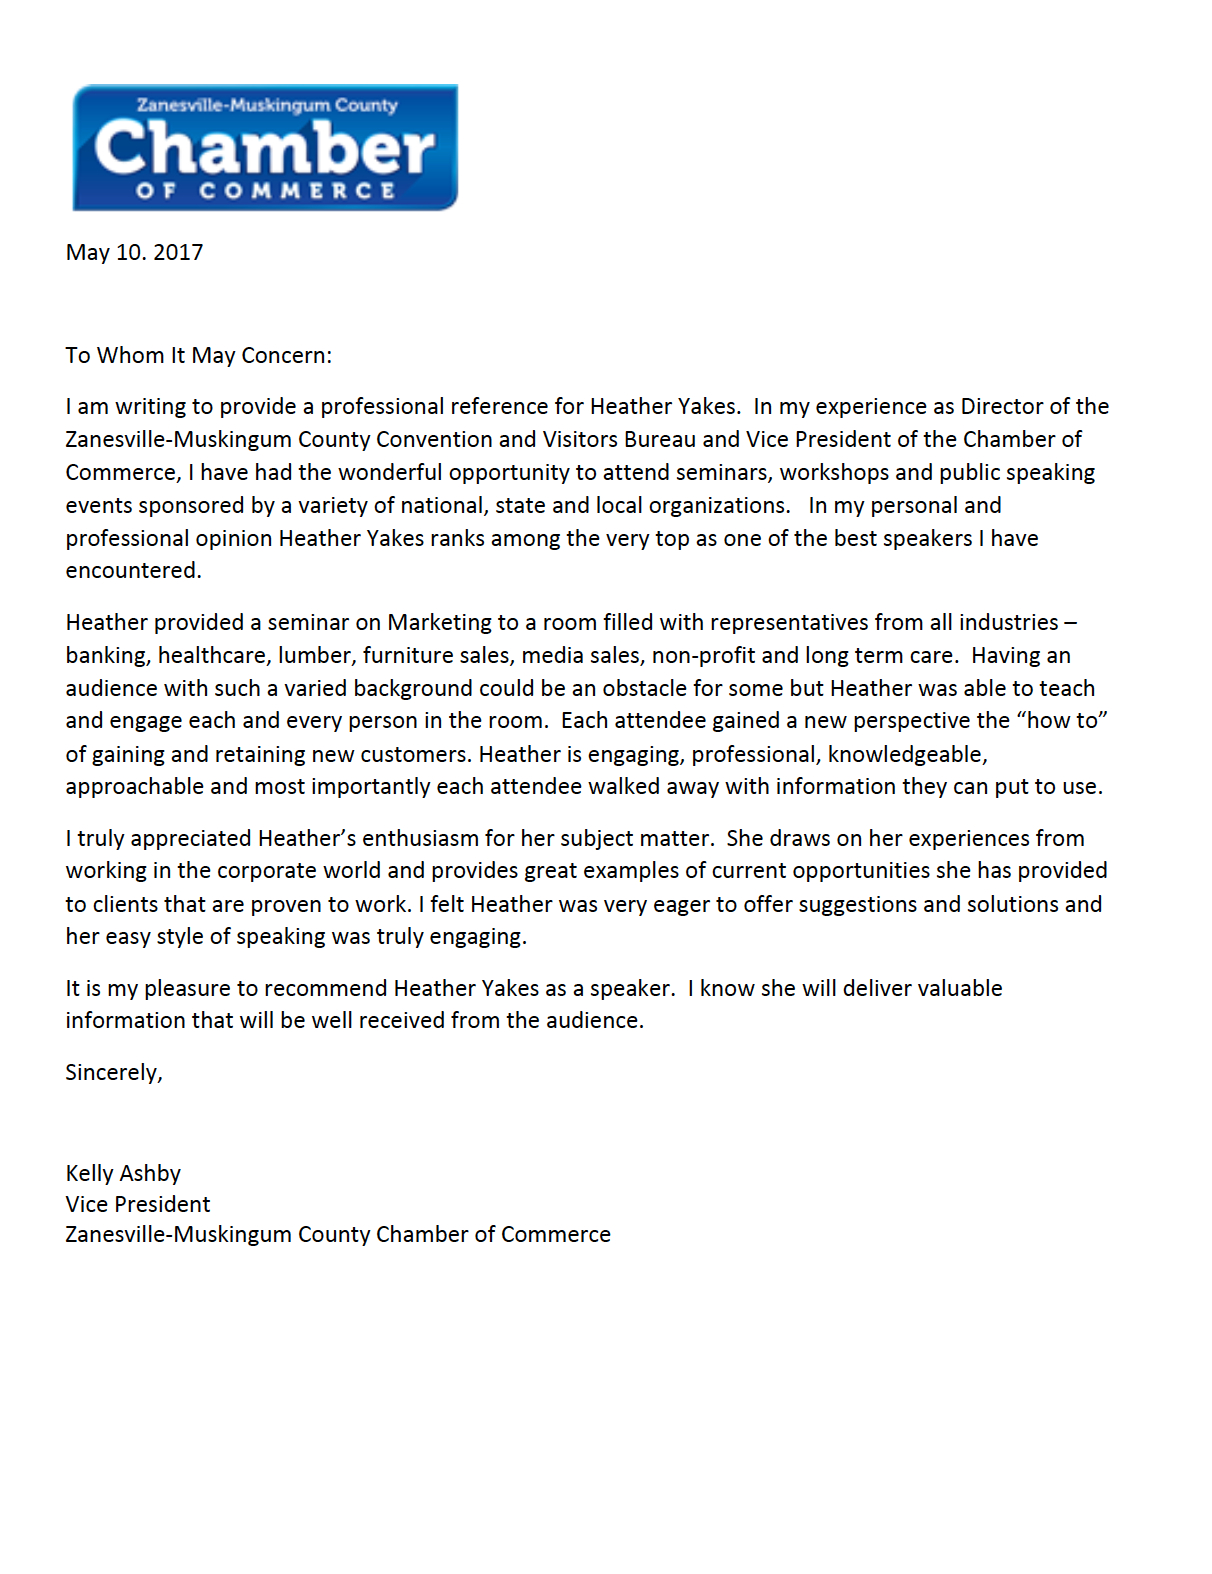 Zanesville-Muskingum County
Chamber
OF COMMERCE
May 10. 2017
To Whom It May Concern:
I am writing to provide a professional reference for Heather Yakes.  In my experience as Director of the
Zanesville-Muskingum County Convention and Visitors Bureau and Vice President of the Chamber of
Commerce, I have had the wonderful opportunity to attend seminars, workshops and public speaking
events sponsored by a variety of national, state and local organizations.   In my personal and
professional opinion Heather Yakes ranks among the very top as one of the best speakers I have
encountered.
Heather provided a seminar on Marketing to a room filled with representatives from all industries –
banking, healthcare, lumber, furniture sales, media sales, non-profit and long term care.  Having an
audience with such a varied background could be an obstacle for some but Heather was able to teach
and engage each and every person in the room.  Each attendee gained a new perspective the “how to”
of gaining and retaining new customers. Heather is engaging, professional, knowledgeable,
approachable and most importantly each attendee walked away with information they can put to use.
I truly appreciated Heather’s enthusiasm for her subject matter.  She draws on her experiences from
working in the corporate world and provides great examples of current opportunities she has provided
to clients that are proven to work. I felt Heather was very eager to offer suggestions and solutions and
her easy style of speaking was truly engaging.
It is my pleasure to recommend Heather Yakes as a speaker.  I know she will deliver valuable
information that will be well received from the audience.
Sincerely,
Kelly Ashby
Vice President
Zanesville-Muskingum County Chamber of Commerce